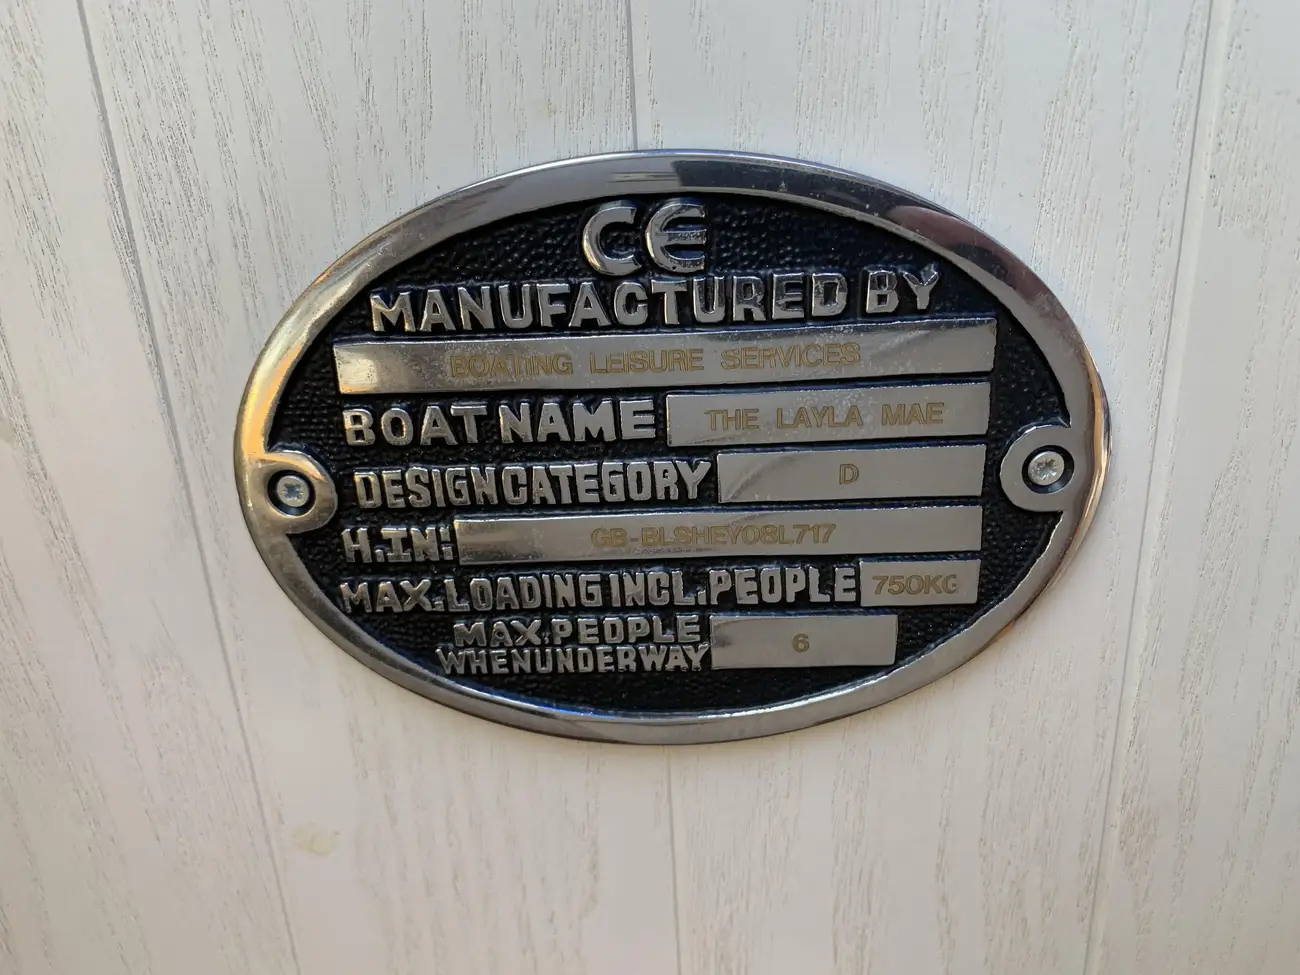 CE
MANUFACTURED BY
BOATING LEISURE SERVICES
BOAT NAME THE LAYLA MAE
DESIGN CATEGORY D
H.IN: GB-BLSHEY08L717
MAX. LOADING INCL. PEOPLE 750KG
MAX. PEOPLE
WHEN UNDERWAY 6